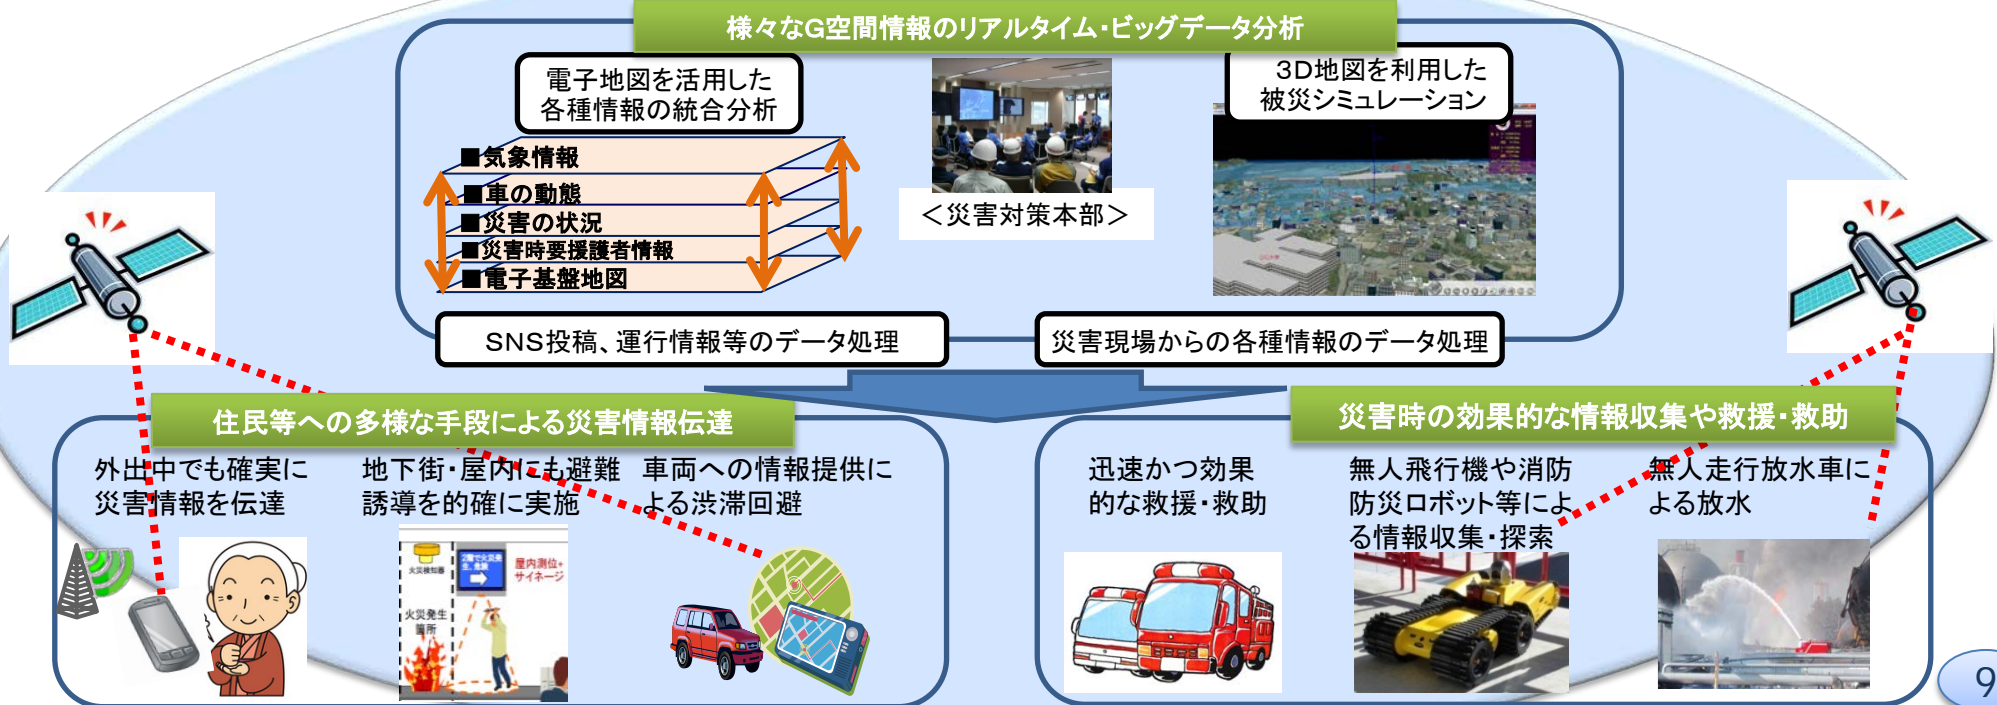 様々なG空間情報のリアルタイム・ビッグデータ分析
電子地図を活用した
各種情報の統合分析
3D地図を利用した
被災シミュレーション
■気象情報
■車の動態
■災害の状況
■災害時要援護者情報
■電子基盤地図
＜災害対策本部＞
SNS投稿、運行情報等のデータ処理
災害現場からの各種情報のデータ処理
住民等への多様な手段による災害情報伝達
外出中でも確実に
災害情報を伝達
地下街・屋内にも避難
誘導を的確に実施
車両への情報提供に
よる渋滞回避
火災検知器
2階で火災発
生、危険
屋内測位+
サイネージ
火災発生
箇所
災害時の効果的な情報収集や救援・救助
迅速かつ効果
的な救援・救助
無人飛行機や消防
防災ロボット等によ
る情報収集・探索
無人走行放水車に
よる放水
9